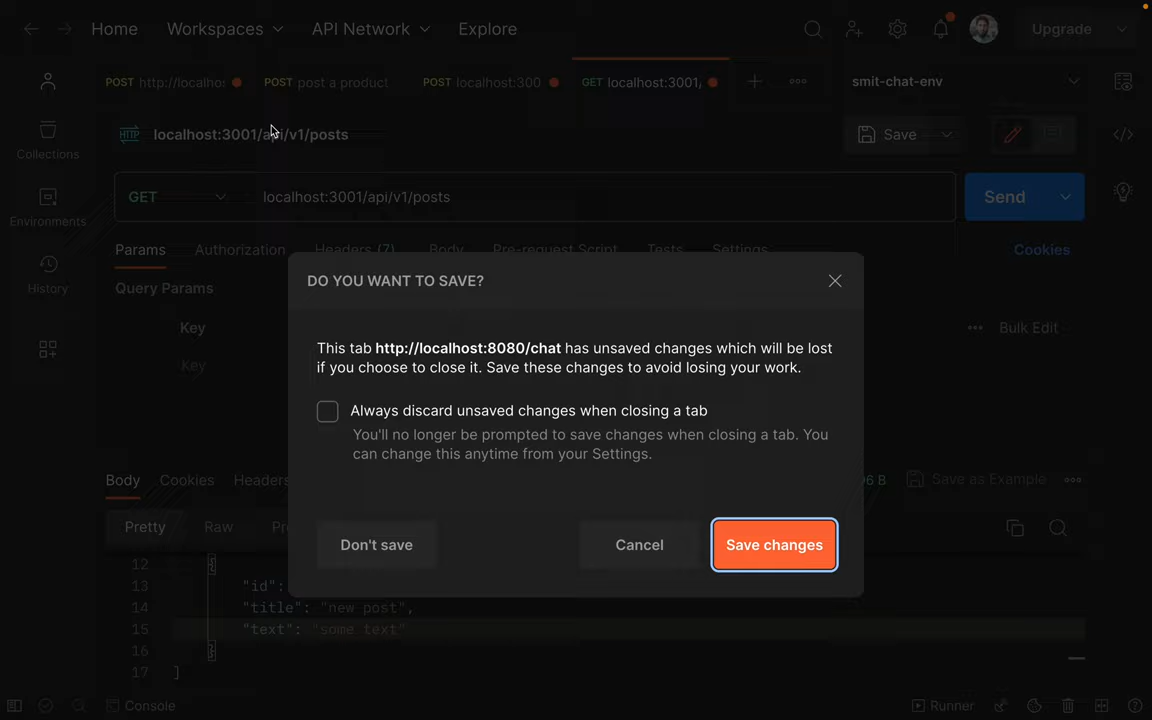 Home Workspaces API Network Explore Upgrade
POST http://localho: POST post a product POST localhost:300 GET localhost:3001, smit-chat-env
HTTP localhost:3001/api/v1/posts Save
Collections
GET localhost:3001/api/v1/posts Send
Environments
Params Authorization Headers (7) Body Pre-request Script Tests Settings Cookies
History
Query Params
Key Bulk Edit
Key
DO YOU WANT TO SAVE?
This tab http://localhost:8080/chat has unsaved changes which will be lost
if you choose to close it. Save these changes to avoid losing your work.
Always discard unsaved changes when closing a tab
You'll no longer be prompted to save changes when closing a tab. You
can change this anytime from your Settings.
Don't save Cancel Save changes
Body Cookies Headers 6 B Save as Example
Pretty Raw Pr
12 {
13 "id":
14 "title": "new post",
15 "text": "some text"
16 }
17 ]
Console Runner